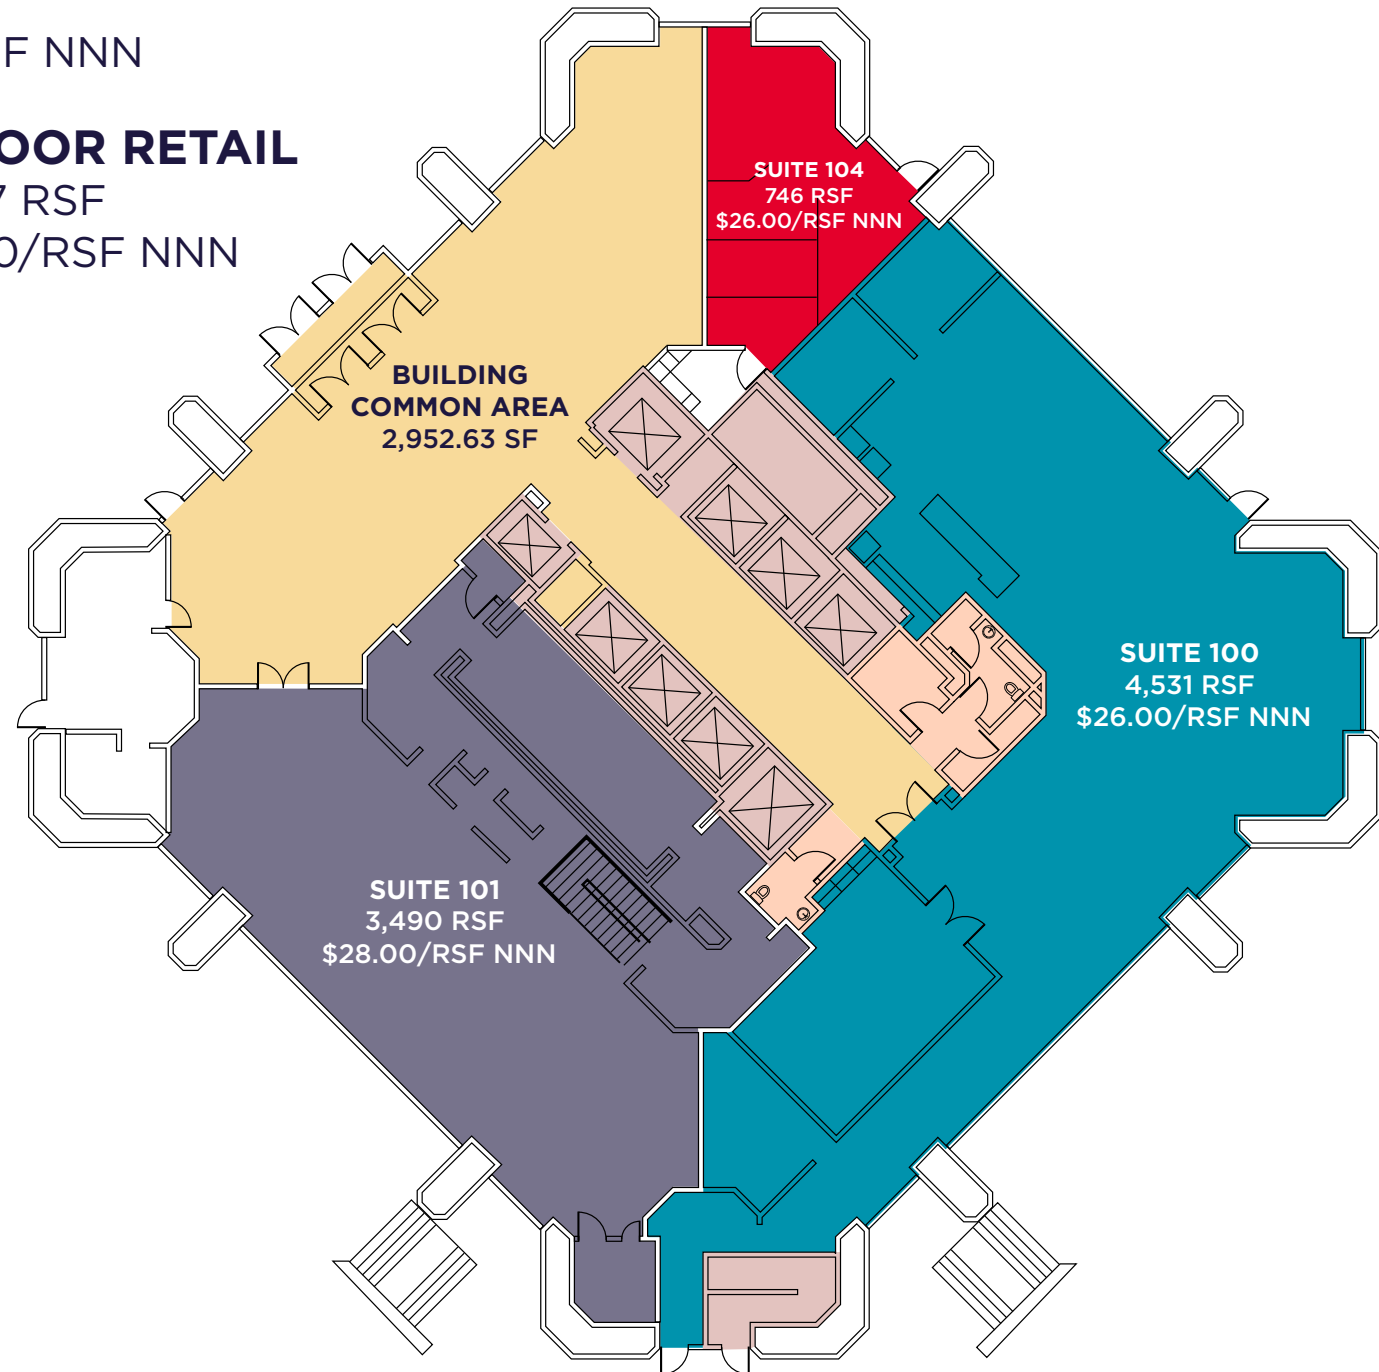 F NNN
OOR RETAIL
7 RSF
0/RSF NNN
SUITE 104
746 RSF
$26.00/RSF NNN
BUILDING
COMMON AREA
2,952.63 SF
SUITE 100
4,531 RSF
$26.00/RSF NNN
SUITE 101
3,490 RSF
$28.00/RSF NNN